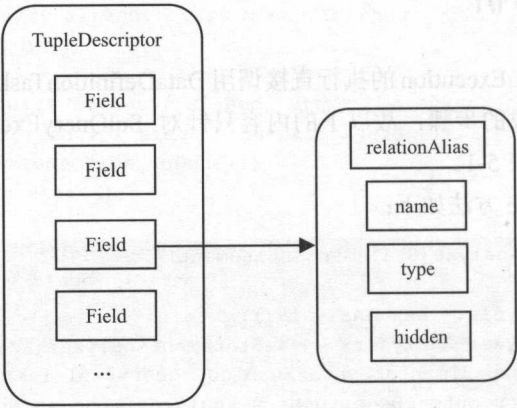 TupleDescriptor
Field
Field
Field
Field
...
relationAlias
name
type
hidden